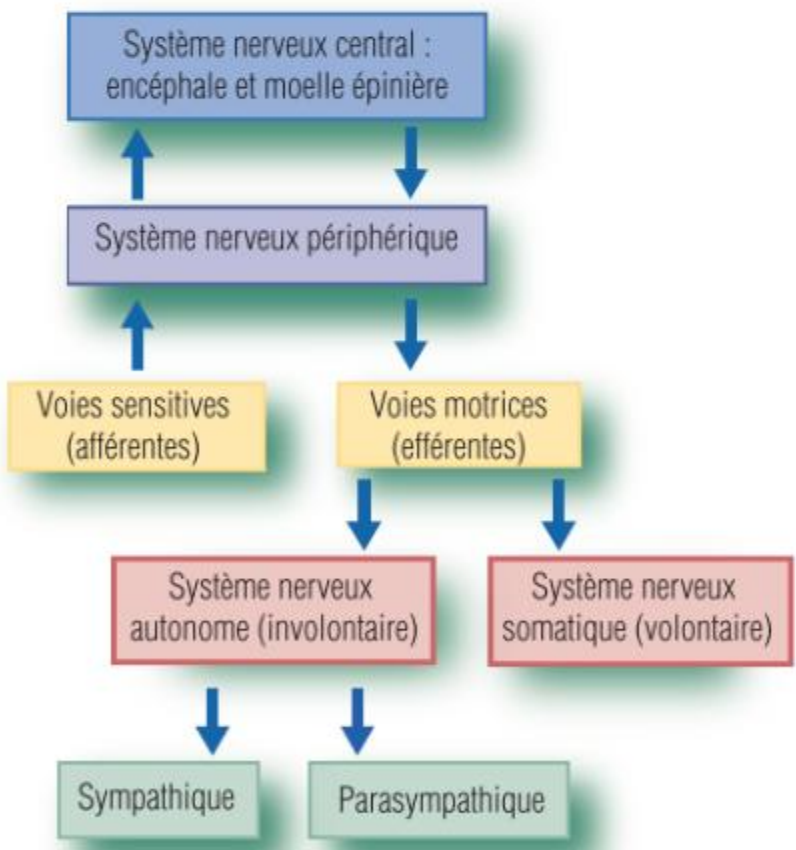 Système nerveux central :
encéphale et moelle épinière
Système nerveux périphérique
Voies sensitives
(afférentes)
Voies motrices
(efférentes)
Système nerveux
autonome (involontaire)
Système nerveux
somatique (volontaire)
Sympathique
Parasympathique